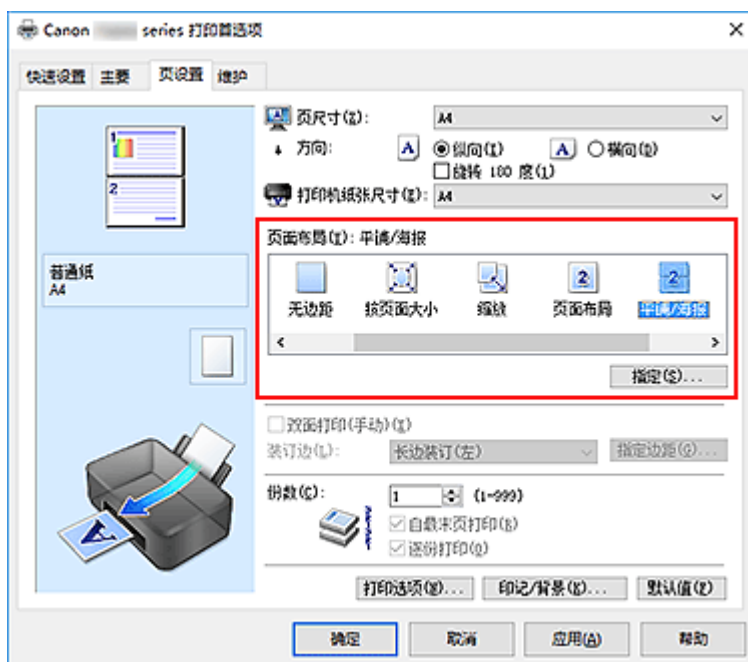 Canon series 打印首选项
快速设置 主要 页设置 维护
页尺寸(Z): A4
方向: A 纵向(I) A 横向(D)
旋转 180 度(1)
打印机纸张尺寸(E): A4
页面布局(Y): 平铺/海报
无边距 按页面大小 缩放 页面布局 平铺/海报
指定(S)...
普通纸
A4
双面打印(手动)(X)
装订边(L): 长边装订(左) 指定边距(G)...
份数(C): 1 (1-999)
自最末页打印(B)
逐份打印(O)
打印选项(N)... 印记/背景(K)... 默认值(F)
确定 取消 应用(A) 帮助